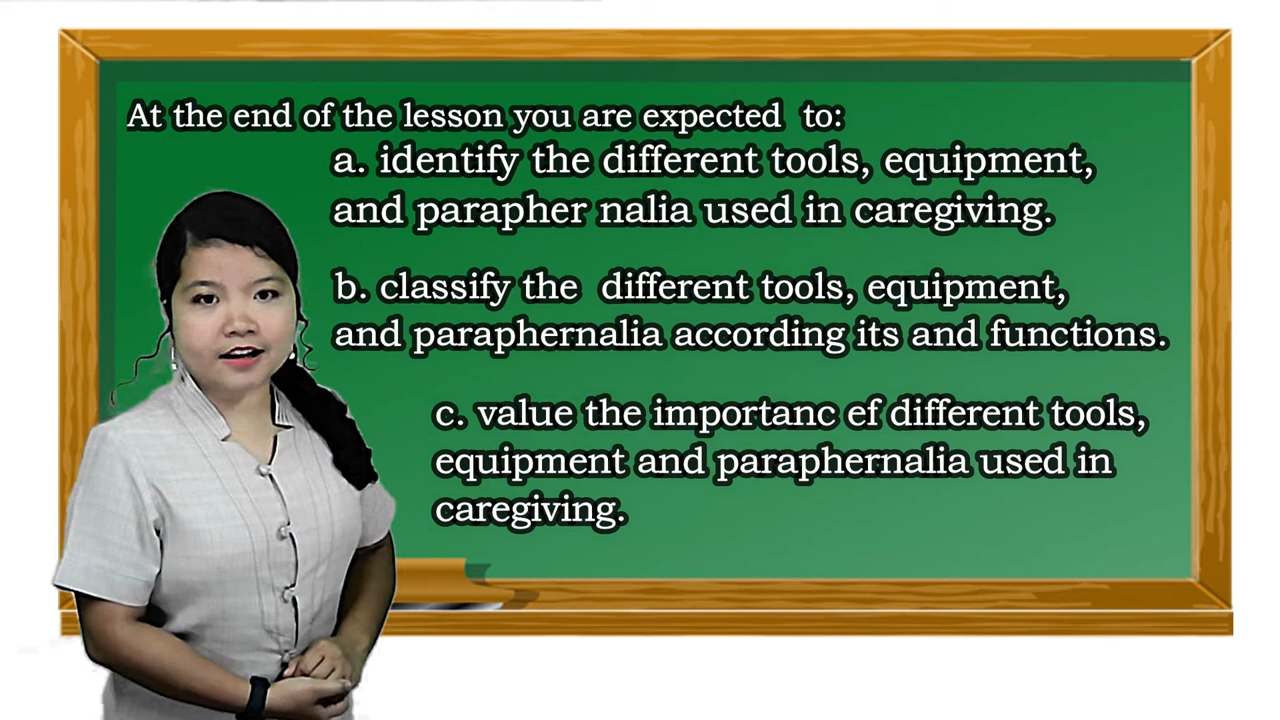 At the end of the lesson you are expected to:
a. identify the different tools, equipment,
and parapher nalia used in caregiving.
b. classify the different tools, equipment,
and paraphernalia according its and functions.
c. value the importanc ef different tools,
equipment and paraphernalia used in
caregiving.